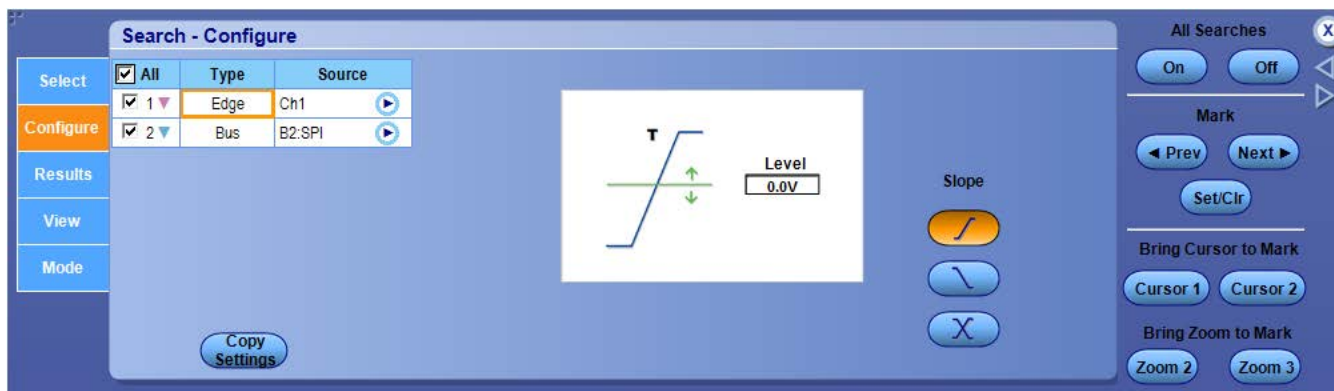 Search - Configure
Select
Configure
Results
View
Mode
All Type Source
1 Edge Ch1
2 Bus B2:SPI
Copy
Settings
T
Level
0.0V
Slope
All Searches
X
On Off
Mark
◄ Prev Next ►
Set/Clr
Bring Cursor to Mark
Cursor 1 Cursor 2
Bring Zoom to Mark
Zoom 2 Zoom 3